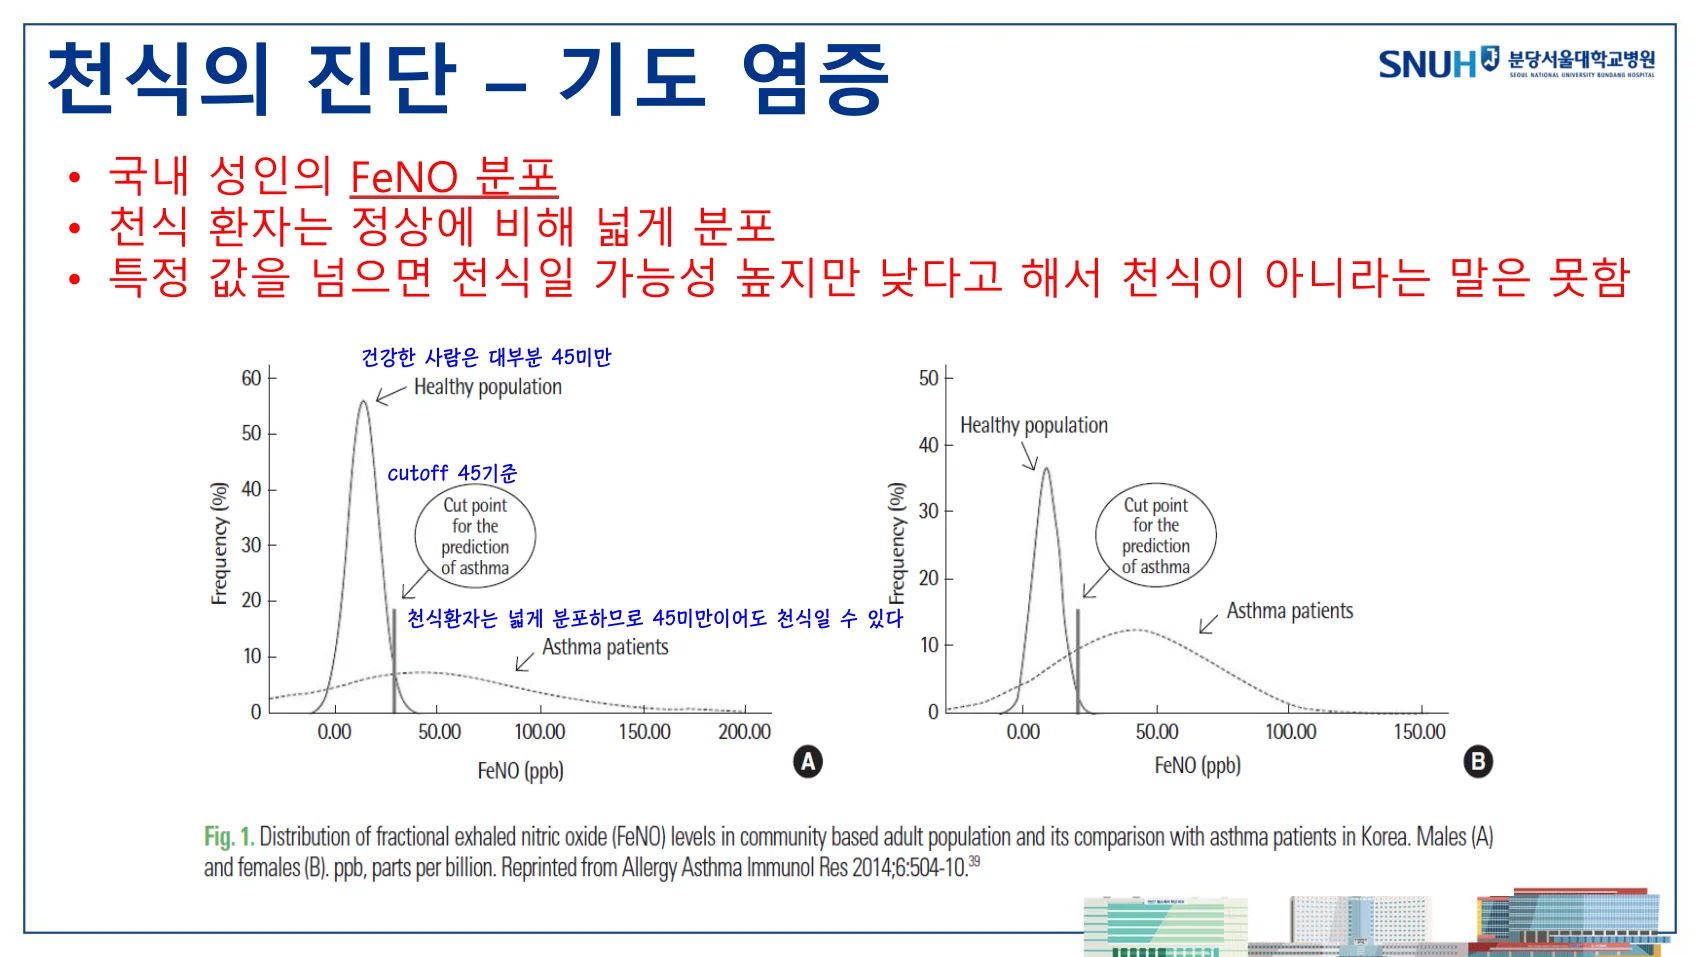 천식의 진단 – 기도 염증
SNUH 분당서울대학교병원
SEOUL NATIONAL UNIVERSITY BUNDANG HOSPITAL
• 국내 성인의 FeNO 분포
• 천식 환자는 정상에 비해 넓게 분포
• 특정 값을 넘으면 천식일 가능성 높지만 낮다고 해서 천식이 아니라는 말은 못함
건강한 사람은 대부분 45미만
Healthy population
cutoff 45기준
Cut point
for the
prediction
of asthma
천식환자는 넓게 분포하므로 45미만이어도 천식일 수 있다
Asthma patients
Frequency (%)
60
50
40
30
20
10
0
0.00 50.00 100.00 150.00 200.00
FeNO (ppb)
A
Healthy population
Cut point
for the
prediction
of asthma
Asthma patients
Frequency (%)
50
40
30
20
10
0
0.00 50.00 100.00 150.00
FeNO (ppb)
B
Fig. 1. Distribution of fractional exhaled nitric oxide (FeNO) levels in community based adult population and its comparison with asthma patients in Korea. Males (A)
and females (B). ppb, parts per billion. Reprinted from Allergy Asthma Immunol Res 2014;6:504-10.39